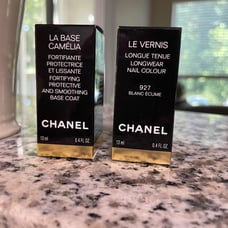 LA BASE
CAMÉLIA
FORTIFIANTE
PROTECTRICE
ET LISSANTE
FORTIFYING
PROTECTIVE
AND SMOOTHING
BASE COAT
CHANEL
13 ml 0.4 FL. OZ.
LE VERNIS
LONGUE TENUE
LONGWEAR
NAIL COLOUR
927
BLANC ÉCUME
CHANEL
13 ml 0.4 FL. OZ.